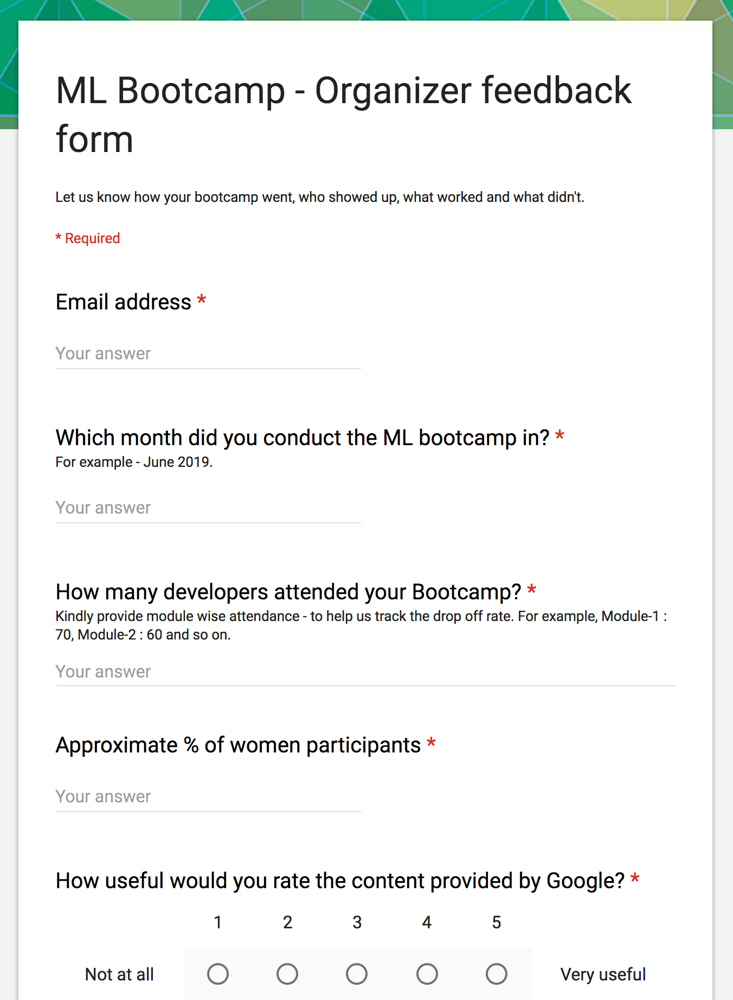 ML Bootcamp - Organizer feedback
form
Let us know how your bootcamp went, who showed up, what worked and what didn't.
* Required
Email address *
Your answer
Which month did you conduct the ML bootcamp in? *
For example - June 2019.
Your answer
How many developers attended your Bootcamp? *
Kindly provide module wise attendance - to help us track the drop off rate. For example, Module-1 :
70, Module-2 : 60 and so on.
Your answer
Approximate % of women participants *
Your answer
How useful would you rate the content provided by Google? *
1 2 3 4 5
Not at all Very useful